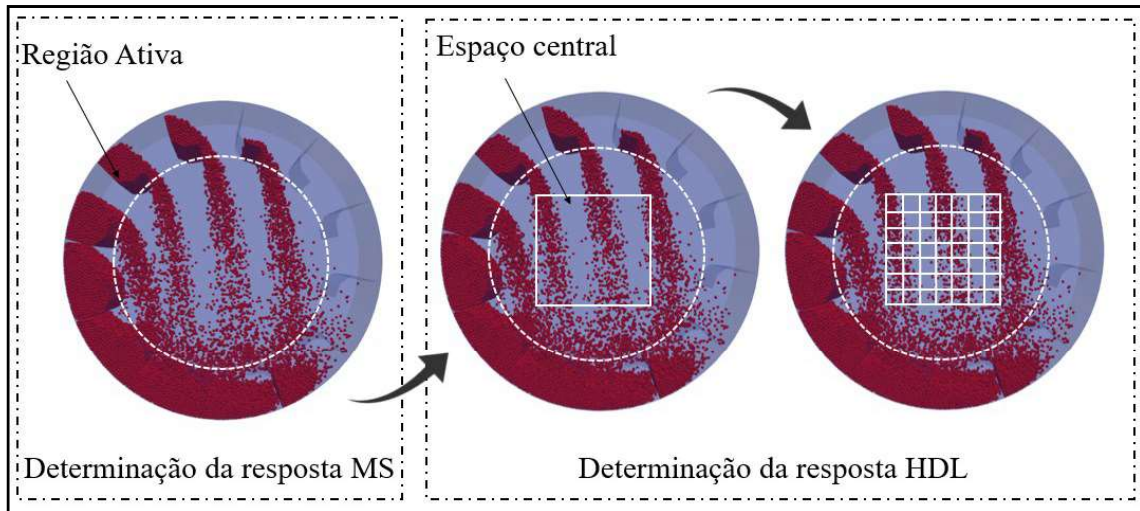 Região Ativa
Espaço central
Determinação da resposta MS
Determinação da resposta HDL